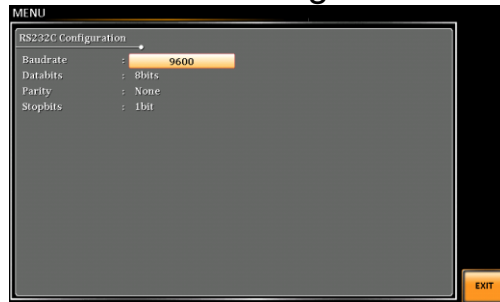 MENU
RS232C Configuration
Baudrate : 9600
Databits : 8bits
Parity : None
Stopbits : 1bit
EXIT